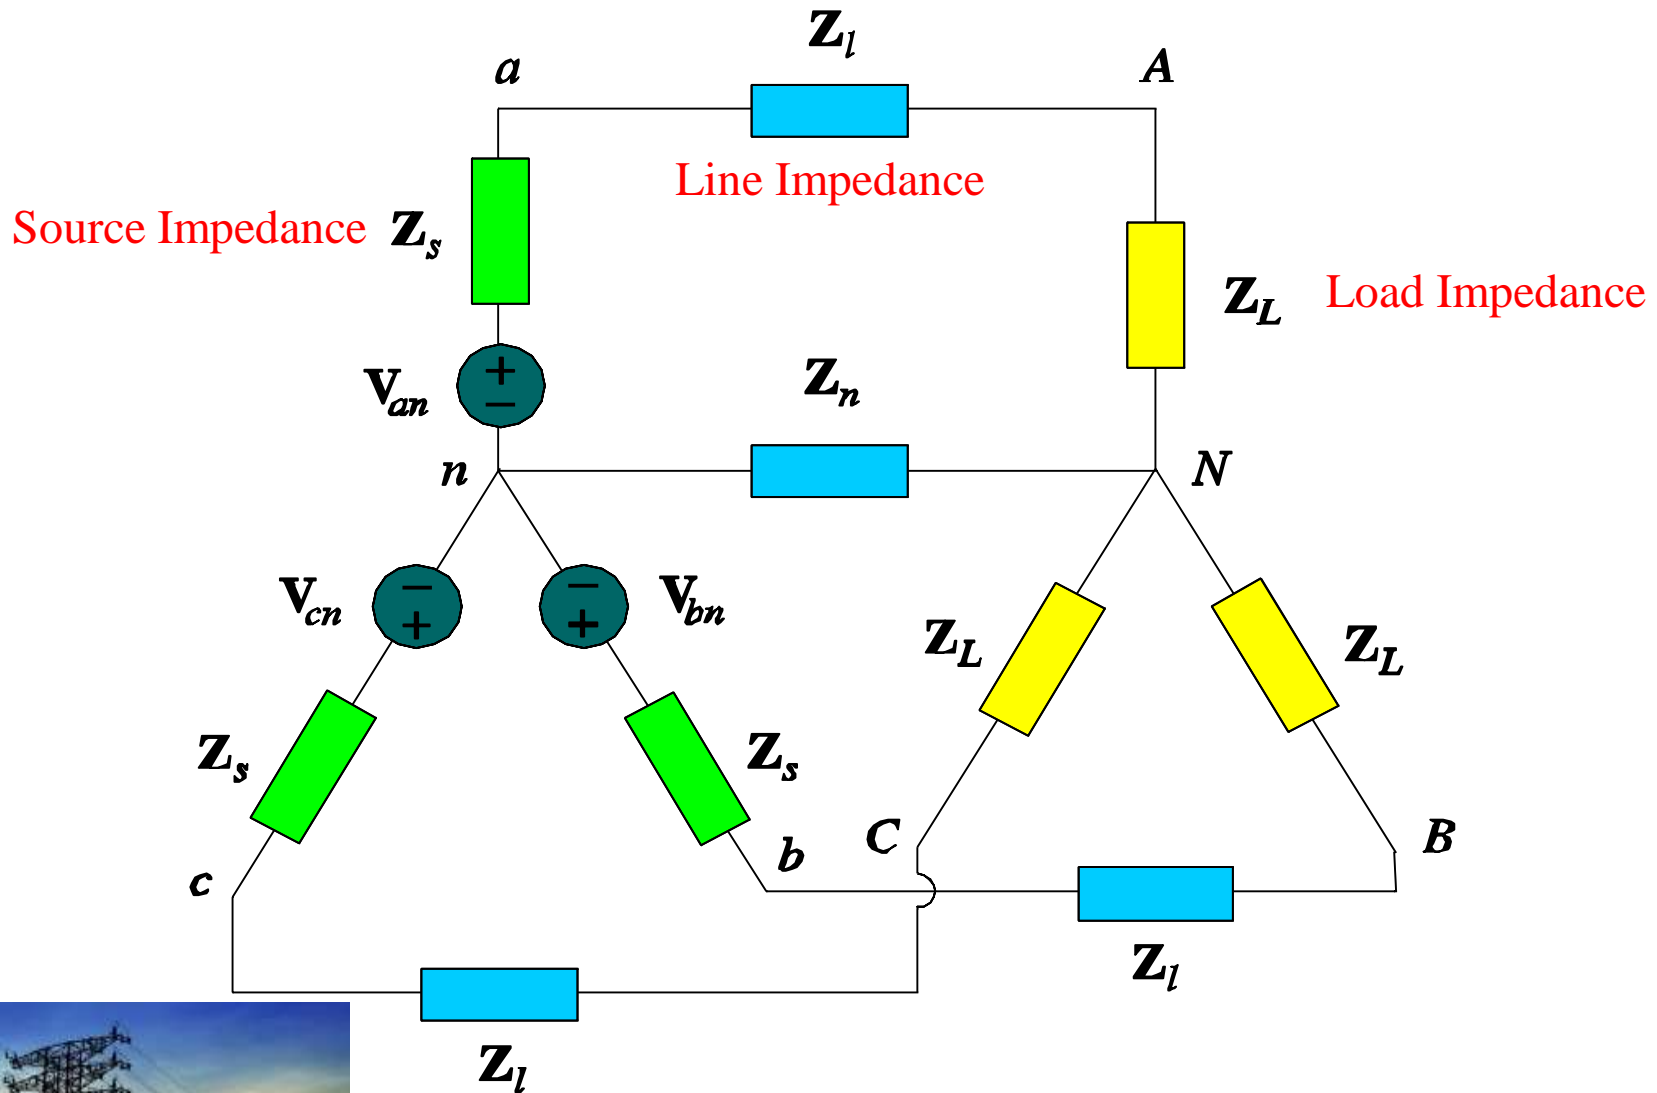 Z_l
a
A
Line Impedance
Source Impedance Z_s
Z_L Load Impedance
+
−
V_an
Z_n
n
N
V_cn
−
+
−
+
V_bn
Z_L
Z_L
Z_s
Z_s
C
B
b
c
Z_l
Z_l